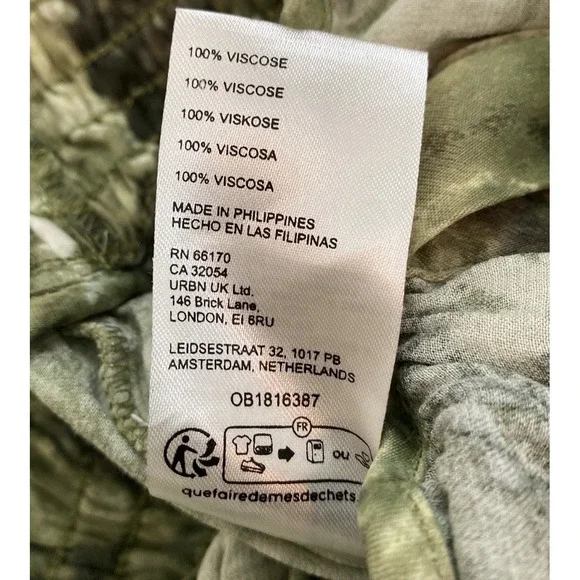 100% VISCOSE
100% VISCOSE
100% VISKOSE
100% VISCOSA
100% VISCOSA
MADE IN PHILIPPINES
HECHO EN LAS FILIPINAS
RN 66170
CA 32054
URBN UK Ltd.
146 Brick Lane,
LONDON, EI 6RU
LEIDSESTRAAT 32, 1017 PB
AMSTERDAM, NETHERLANDS
OB1816387
FR
ou
quefairedemesdechets